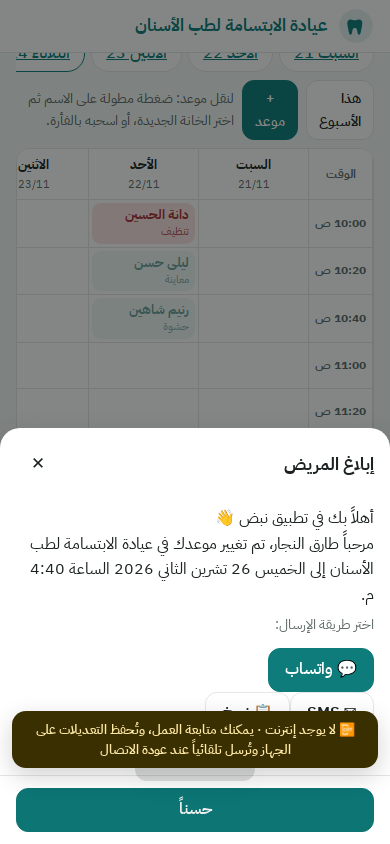 عيادة الابتسامة لطب الأسنان
السبت 21
الأحد 22
الاثنين 23
الثلاثاء 24
هذا الأسبوع
+ موعد
لنقل موعد: ضغطة مطولة على الاسم ثم
اختر الخانة الجديدة، أو اسحبه بالفأرة.
الوقت
السبت
21/11
الأحد
22/11
الاثنين
23/11
10:00 ص
دانة الحسين
تنظيف
10:20 ص
ليلى حسن
معاينة
10:40 ص
رنيم شاهين
حشوة
11:00 ص
11:20 ص
إبلاغ المريض
✕
أهلاً بك في تطبيق نبض 👋
مرحباً طارق النجار، تم تغيير موعدك في عيادة الابتسامة لطب
الأسنان إلى الخميس 26 تشرين الثاني 2026 الساعة 4:40
م.
اختر طريقة الإرسال:
💬 واتساب
✉ SMS
📋 نسخ
📴 لا يوجد إنترنت · يمكنك متابعة العمل، وتُحفظ التعديلات على
الجهاز وتُرسل تلقائياً عند عودة الاتصال
حسناً